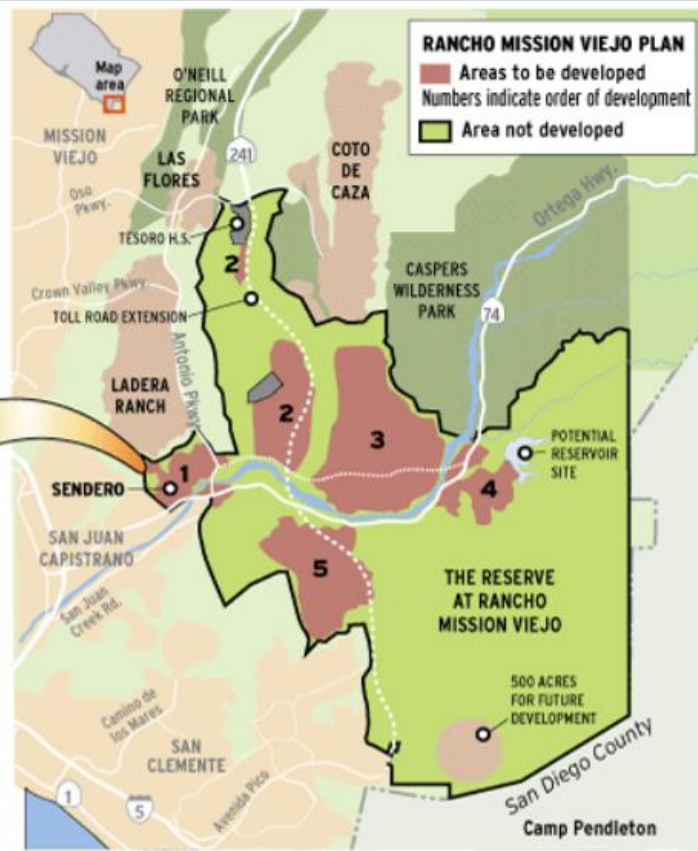 RANCHO MISSION VIEJO PLAN
Areas to be developed
Numbers indicate order of development
Area not developed
Map
area
O'NEILL
REGIONAL
PARK
MISSION
VIEJO
LAS
FLORES
241
COTO
DE
CAZA
Oso
Pkwy.
TESORO H.S.
2
Ortega Hwy.
CASPERS
WILDERNESS
PARK
74
Crown Valley Pkwy.
TOLL ROAD EXTENSION
Antonio Pkwy.
LADERA
RANCH
2
3
POTENTIAL
RESERVOIR
SITE
1
4
SENDERO
SAN JUAN
CAPISTRANO
San Juan
Creek Rd.
5
THE RESERVE
AT RANCHO
MISSION VIEJO
500 ACRES
FOR FUTURE
DEVELOPMENT
Camino de
los Mares
SAN
CLEMENTE
Avenida Pico
San Diego County
1
5
Camp Pendleton